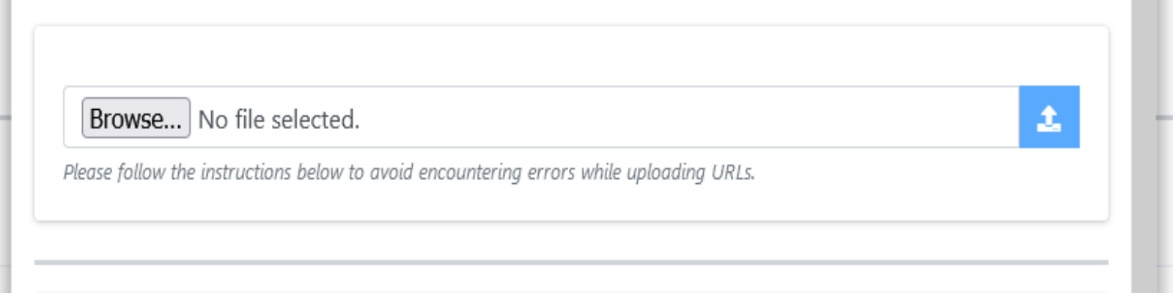 Browse... No file selected.
Please follow the instructions below to avoid encountering errors while uploading URLs.